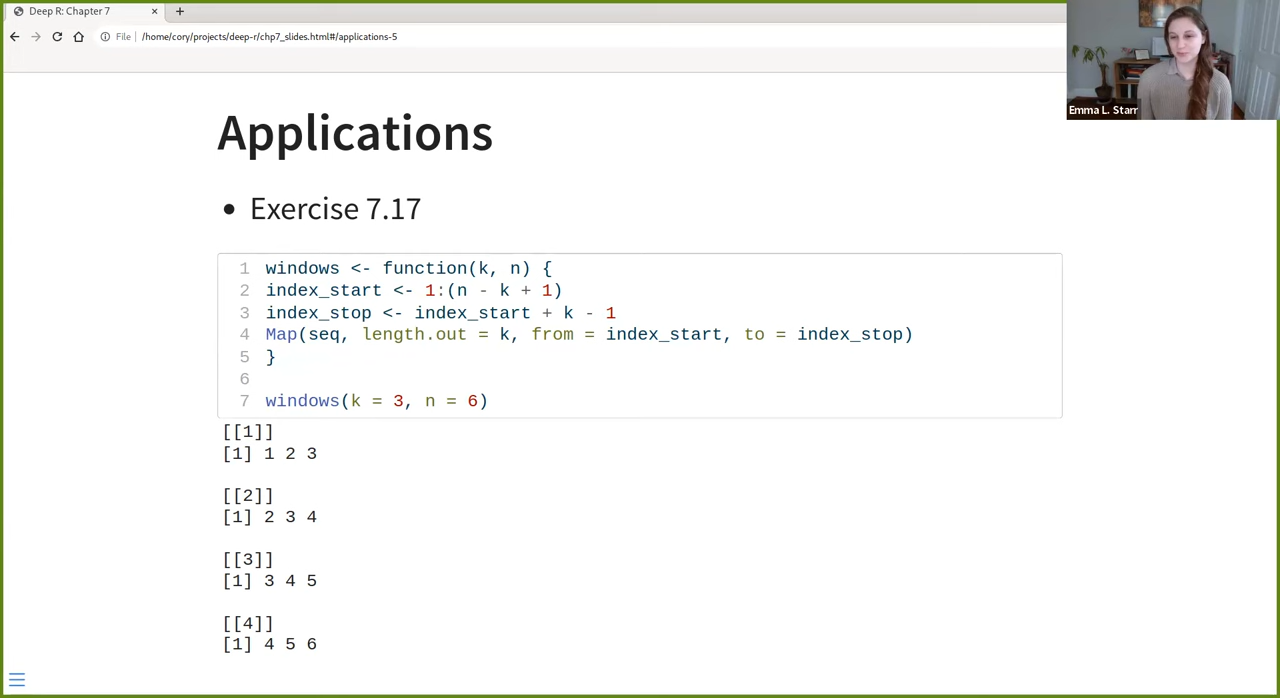 Deep R: Chapter 7
File /home/cory/projects/deep-r/chp7_slides.html#/applications-5
Emma L. Starr
Applications
• Exercise 7.17
1 windows <- function(k, n) {
2 index_start <- 1:(n - k + 1)
3 index_stop <- index_start + k - 1
4 Map(seq, length.out = k, from = index_start, to = index_stop)
5 }
6
7 windows(k = 3, n = 6)
[[1]]
[1] 1 2 3
[[2]]
[1] 2 3 4
[[3]]
[1] 3 4 5
[[4]]
[1] 4 5 6